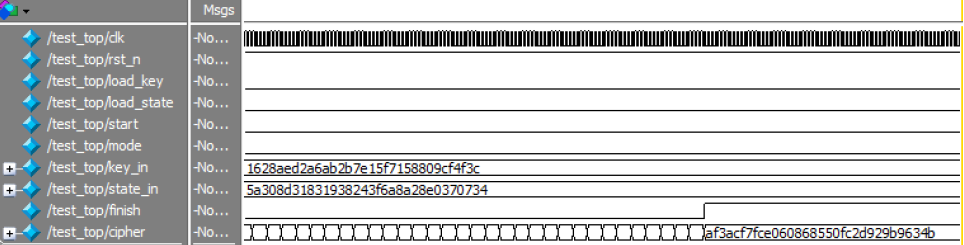 Msgs
/test_top/clk -No...
/test_top/rst_n -No...
/test_top/load_key -No...
/test_top/load_state -No...
/test_top/start -No...
/test_top/mode -No...
/test_top/key_in -No... 1628aed2a6ab2b7e15f7158809cf4f3c
/test_top/state_in -No... 5a308d31831938243f6a8a28e0370734
/test_top/finish -No...
/test_top/cipher -No... af3acf7fce060868550fc2d929b9634b